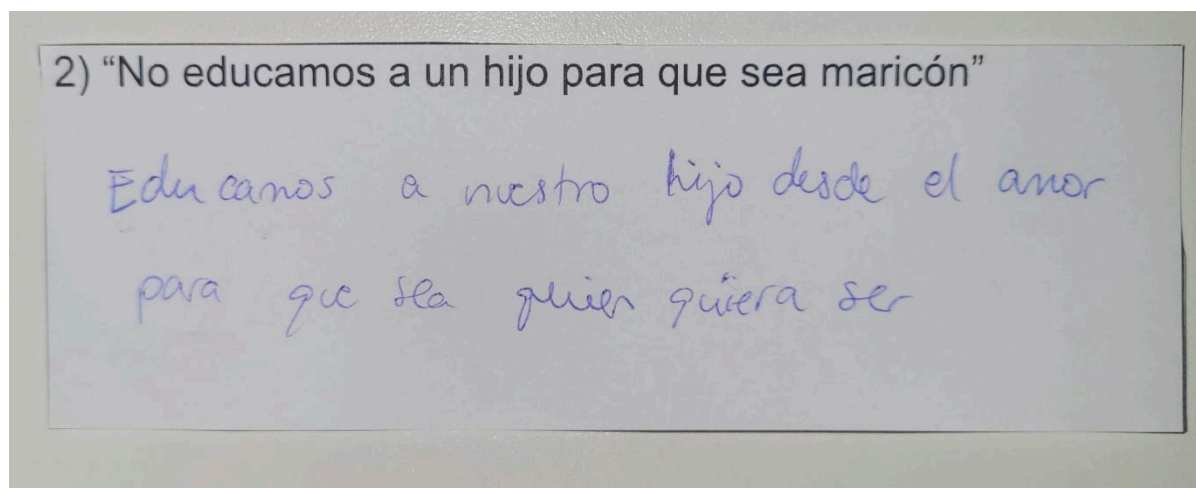 2) “No educamos a un hijo para que sea maricón”
Educamos a nuestro hijo desde el amor
para que sea quien quiera ser